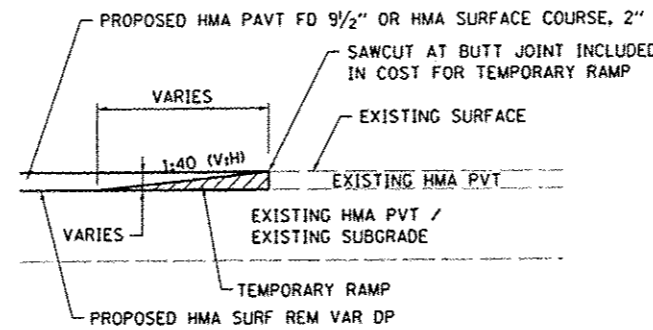 PROPOSED HMA PAVT FD 9½" OR HMA SURFACE COURSE, 2"
SAWCUT AT BUTT JOINT INCLUDED
IN COST FOR TEMPORARY RAMP
VARIES
EXISTING SURFACE
1:40 (V:H)
EXISTING HMA PVT
VARIES
EXISTING HMA PVT /
EXISTING SUBGRADE
TEMPORARY RAMP
PROPOSED HMA SURF REM VAR DP